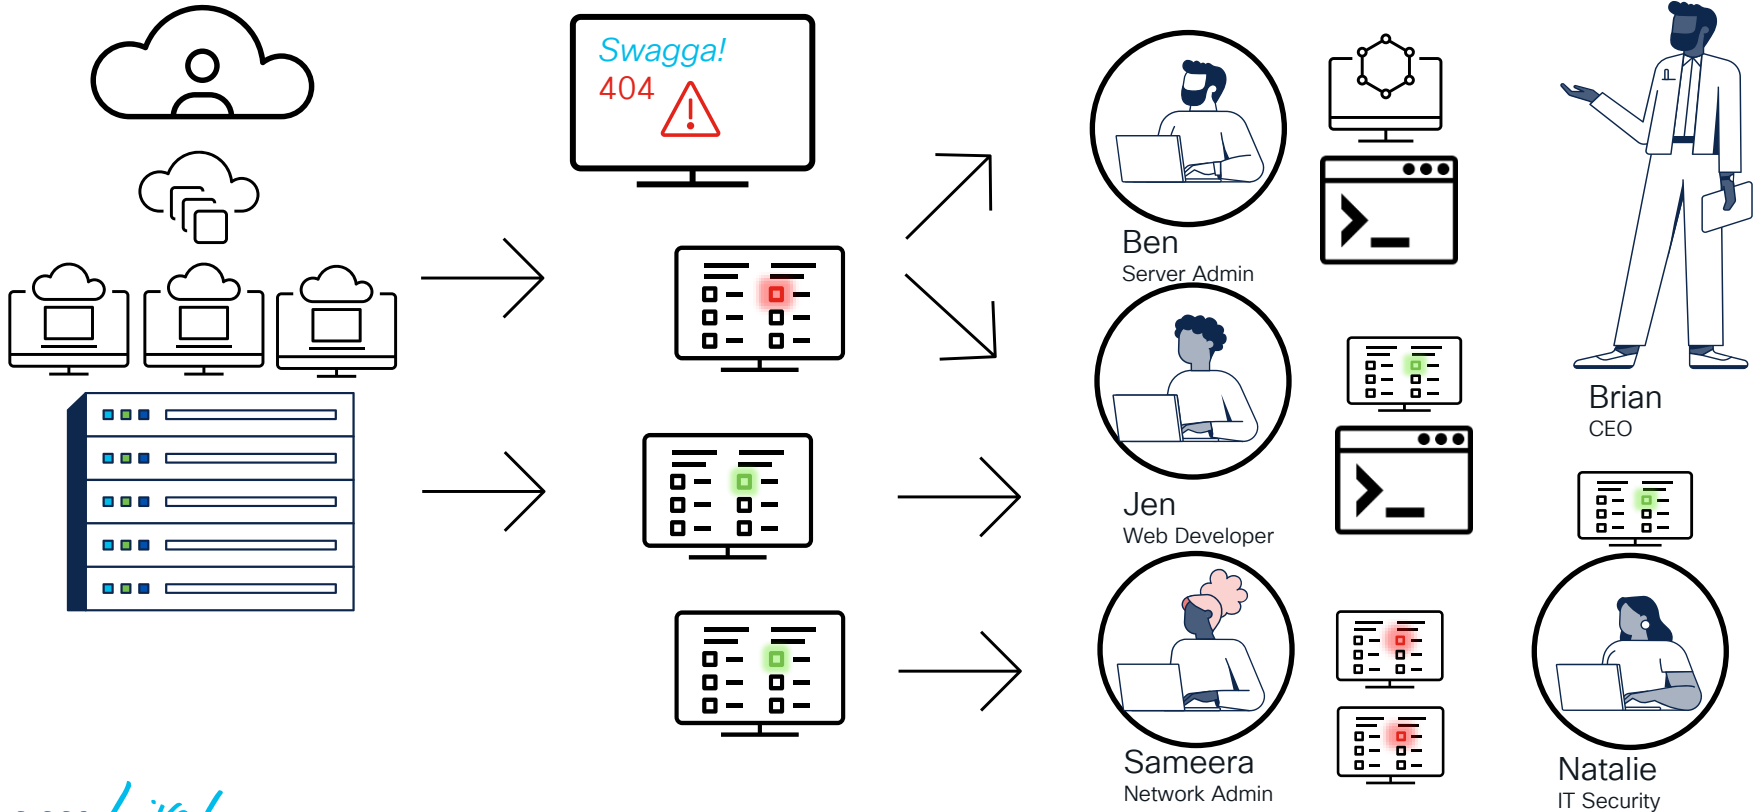 Swagga!
404
Ben
Server Admin
Jen
Web Developer
Sameera
Network Admin
Brian
CEO
Natalie
IT Security